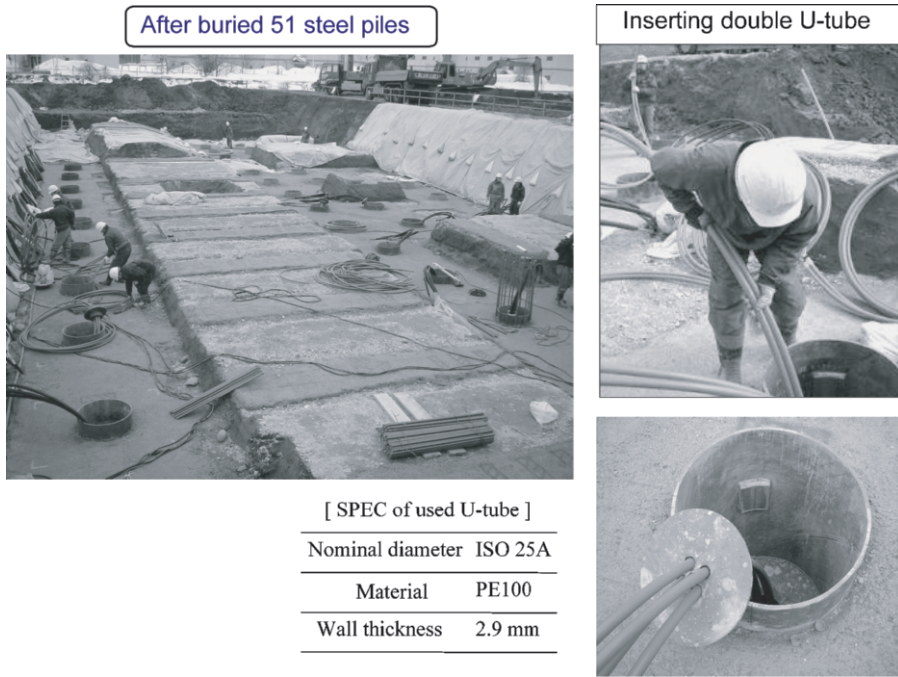 After buried 51 steel piles
Inserting double U-tube
[ SPEC of used U-tube ]
Nominal diameter ISO 25A
Material PE100
Wall thickness 2.9 mm